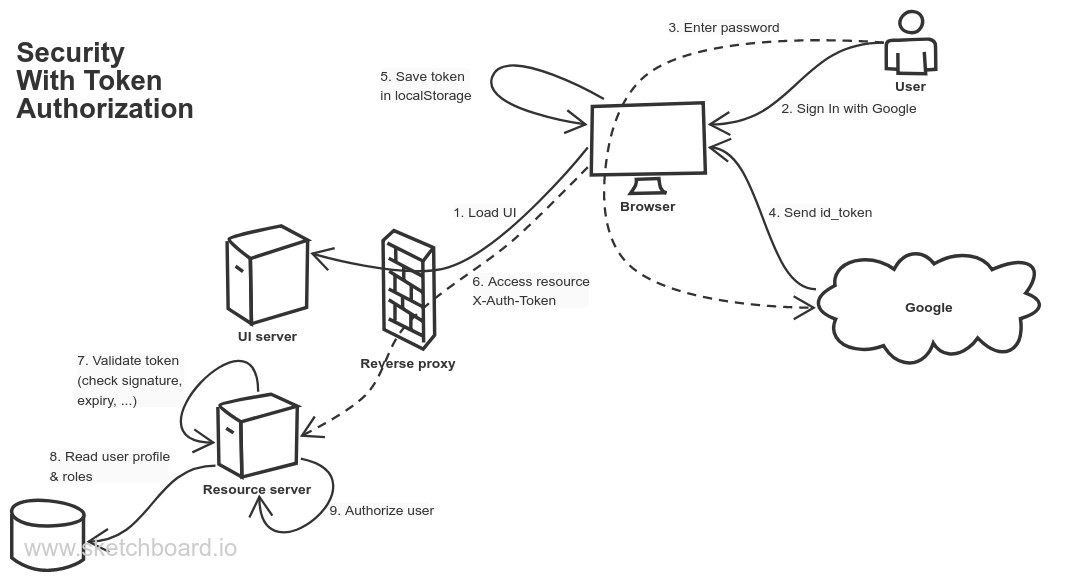 Security
With Token
Authorization
3. Enter password
User
2. Sign In with Google
5. Save token
in localStorage
Browser
1. Load UI
4. Send id_token
6. Access resource
X-Auth-Token
Google
UI server
Reverse proxy
7. Validate token
(check signature,
expiry, ...)
8. Read user profile
& roles
Resource server
9. Authorize user
www.sketchboard.io